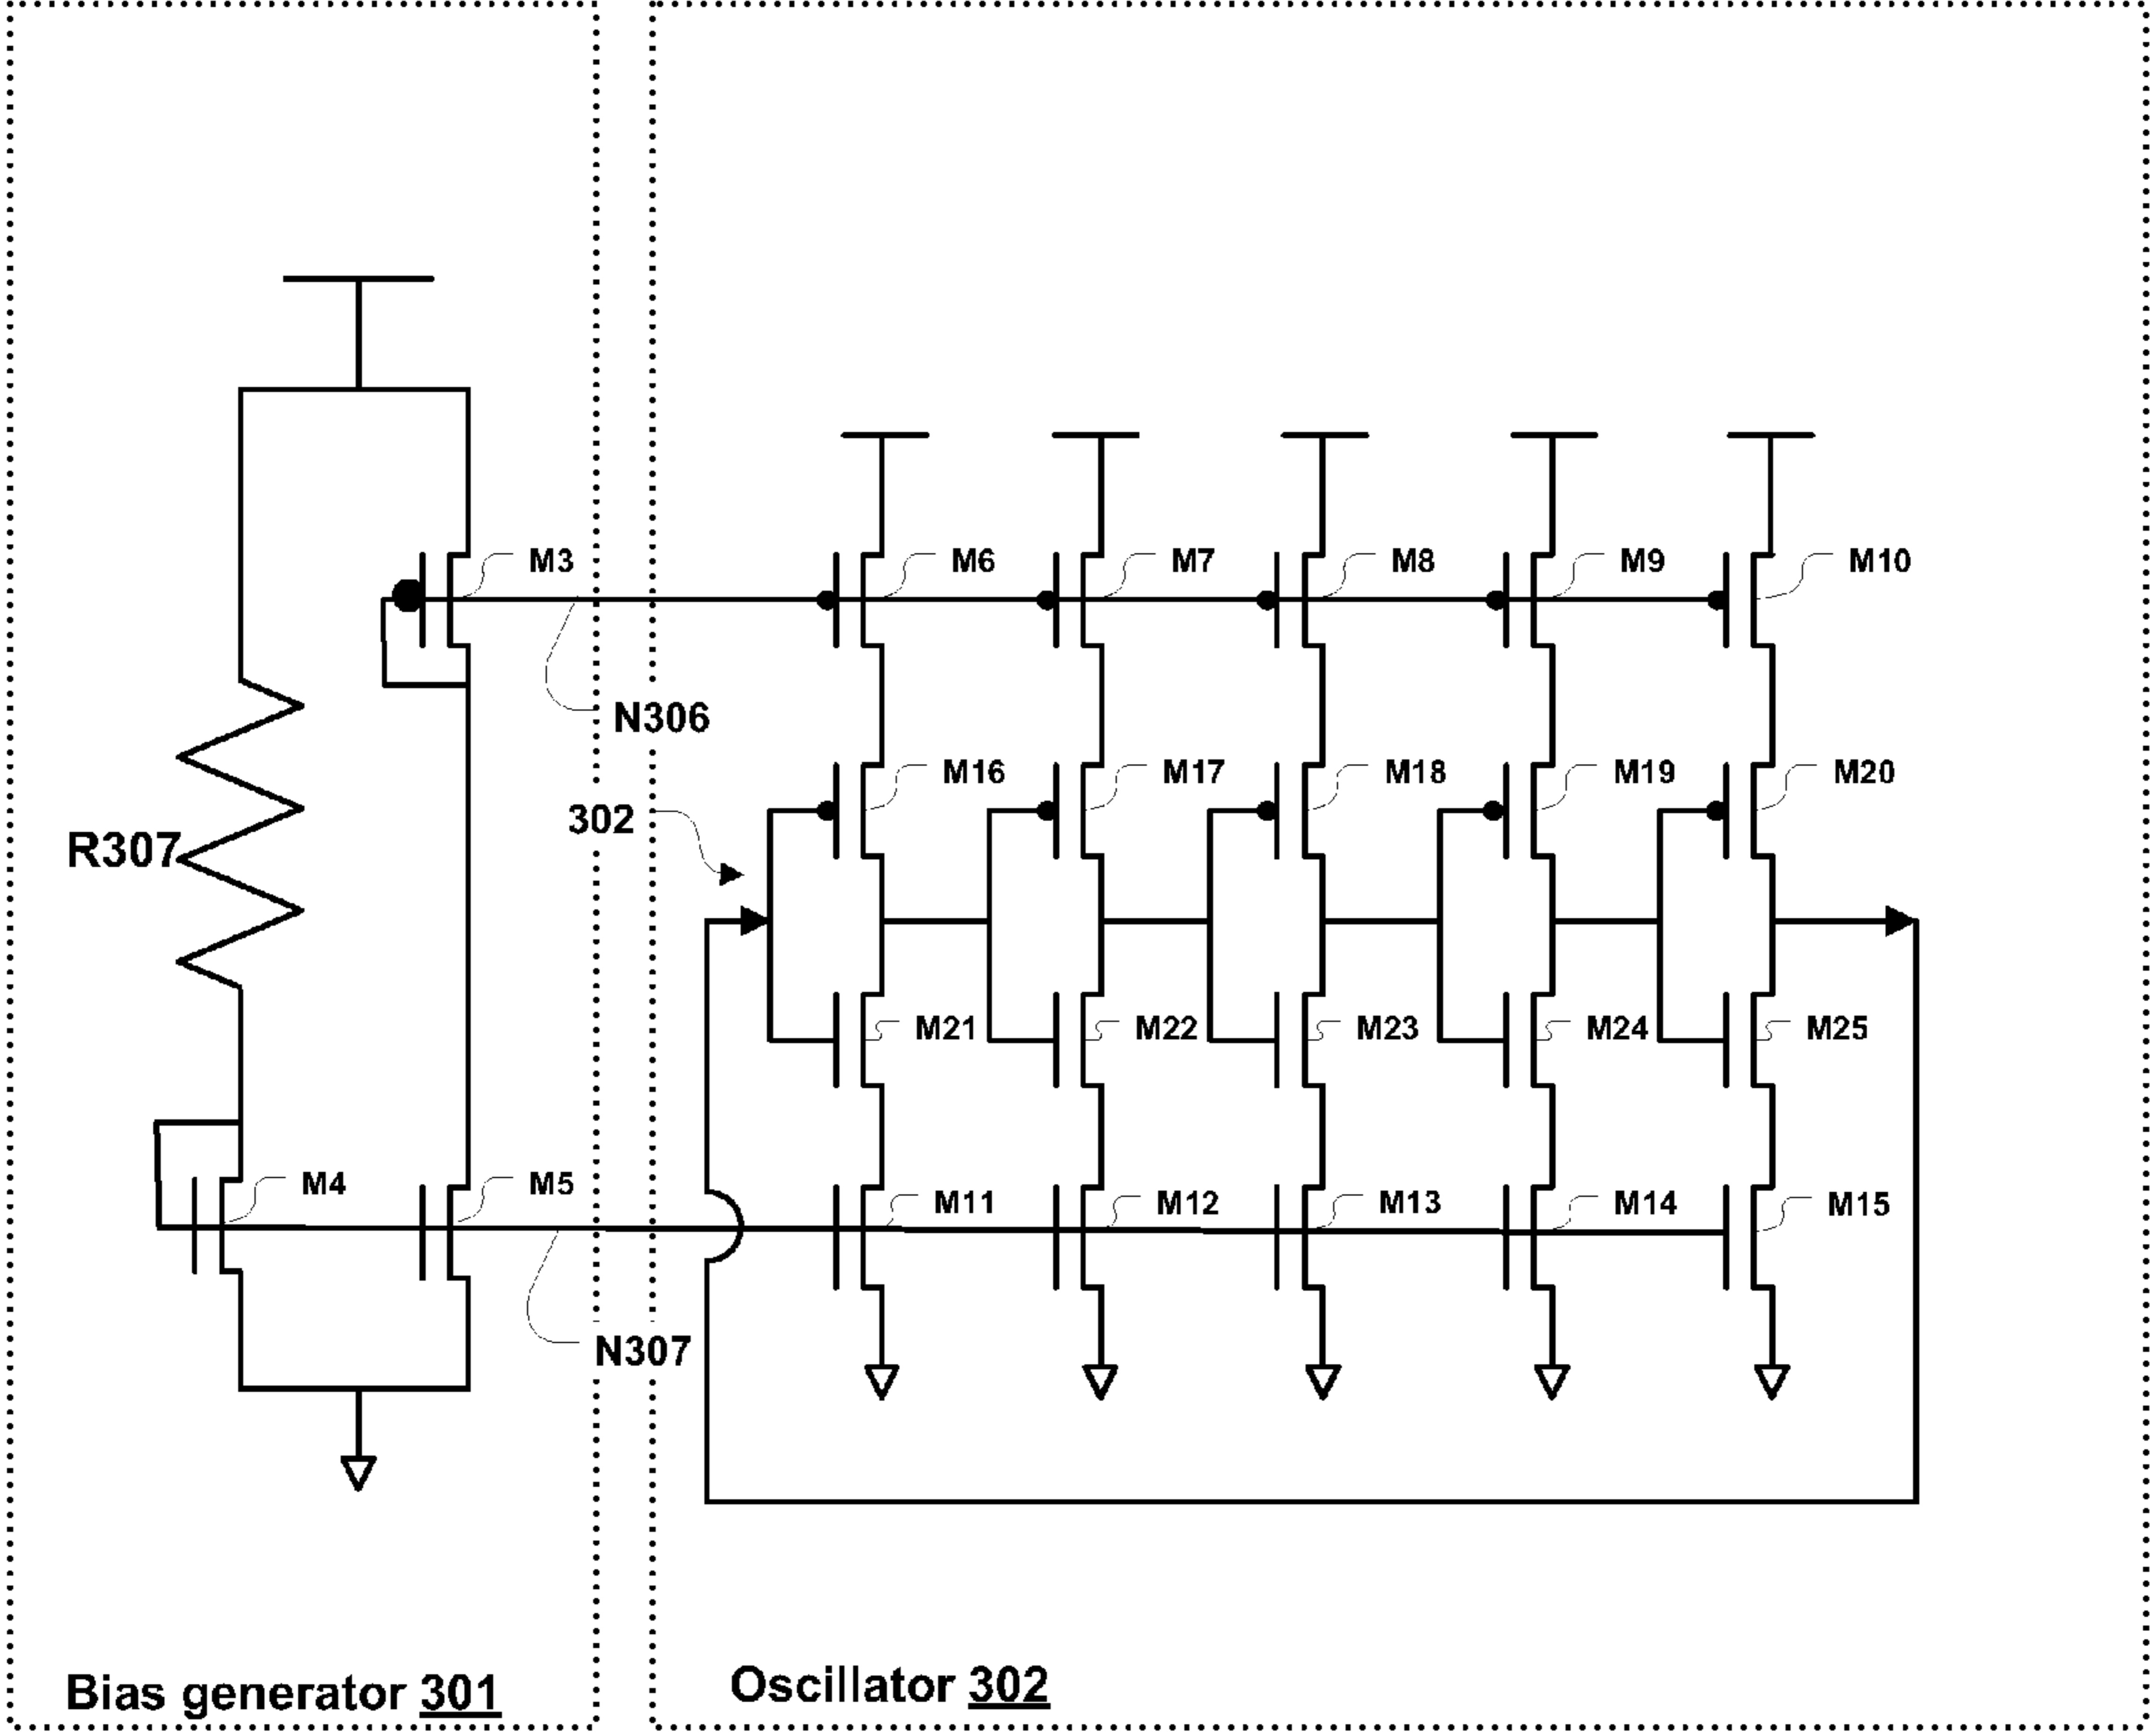 M3
M6
M7
M8
M9
M10
N306
M16
M17
M18
M19
M20
302
R307
M21
M22
M23
M24
M25
M4
M5
M11
M12
M13
M14
M15
N307
Bias generator 301
Oscillator 302